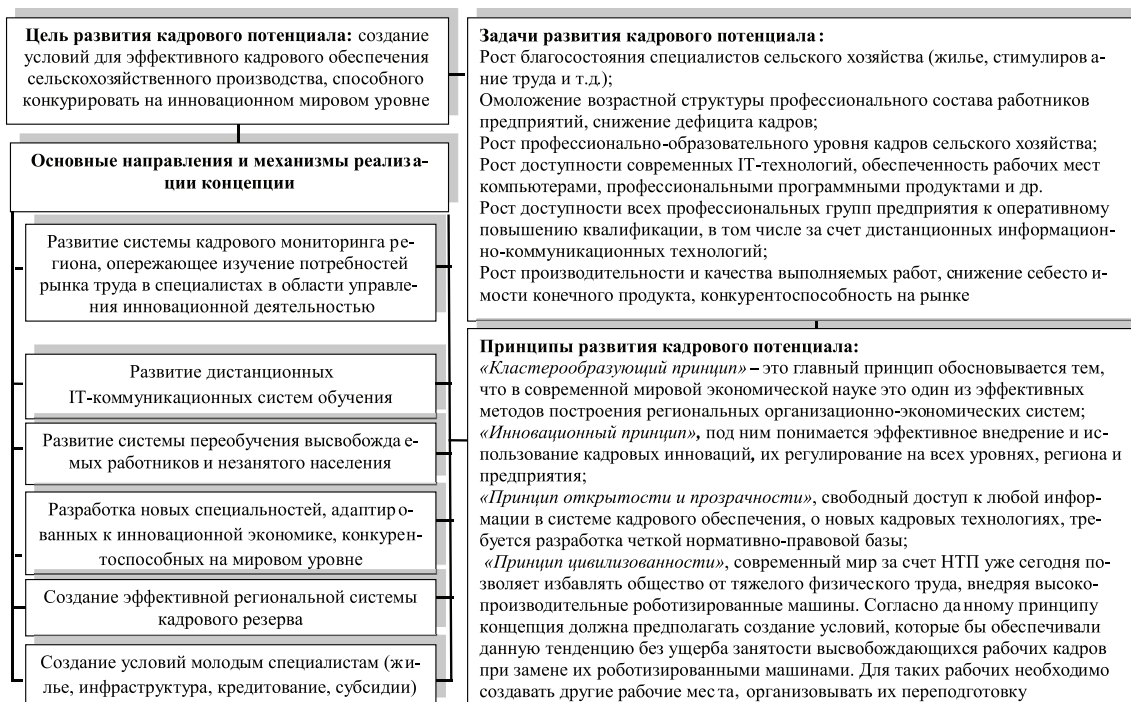 Цель развития кадрового потенциала: создание
условий для эффективного кадрового обеспечения
сельскохозяйственного производства, способного
конкурировать на инновационном мировом уровне
Основные направления и механизмы реализа-
ции концепции
Развитие системы кадрового мониторинга ре-
гиона, опережающее изучение потребностей
рынка труда в специалистах в области управле
ния инновационной деятельностью
Развитие дистанционных
IT-коммуникационных систем обучения
Развитие системы переобучения высвобожда е-
мых работников и незанятого населения
Разработка новых специальностей, адаптир о-
ванных к инновационной экономике, конкурен-
тоспособных на мировом уровне
Создание эффективной региональной системы
кадрового резерва
Создание условий молодым специалистам (жи-
лье, инфраструктура, кредитование, субсидии)
Задачи развития кадрового потенциала:
Рост благосостояния специалистов сельского хозяйства (жилье, стимулиров а-
ние труда и т.д.);
Омоложение возрастной структуры профессионального состава работников
предприятий, снижение дефицита кадров;
Рост профессионально-образовательного уровня кадров сельского хозяйства;
Рост доступности современных IT-технологий, обеспеченность рабочих мест
компьютерами, профессиональными программными продуктами и др.
Рост доступности всех профессиональных групп предприятия к оперативному
повышению квалификации, в том числе за счет дистанционных информацион-
но-коммуникационных технологий;
Рост производительности и качества выполняемых работ, снижение себесто и-
мости конечного продукта, конкурентоспособность на рынке
Принципы развития кадрового потенциала:
«Кластерообразующий принцип» – это главный принцип обосновывается тем,
что в современной мировой экономической науке это один из эффективных
методов построения региональных организационно-экономических систем;
«Инновационный принцип», под ним понимается эффективное внедрение и ис-
пользование кадровых инноваций, их регулирование на всех уровнях, региона и
предприятия;
«Принцип открытости и прозрачности», свободный доступ к любой инфор-
мации в системе кадрового обеспечения, о новых кадровых технологиях, тре-
буется разработка четкой нормативно-правовой базы;
«Принцип цивилизованности», современный мир за счет НТП уже сегодня по-
зволяет избавлять общество от тяжелого физического труда, внедряя высоко-
производительные роботизированные машины. Согласно данному принципу
концепция должна предполагать создание условий, которые бы обеспечивали
данную тенденцию без ущерба занятости высвобождающихся рабочих кадров
при замене их роботизированными машинами. Для таких рабочих необходимо
создавать другие рабочие места, организовывать их переподготовку